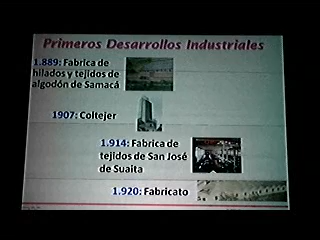 Primeros Desarrollos Industriales
1.889: Fabrica de
hilados y tejidos de
algodón de Samacá
1907: Coltejer
1.914: Fabrica de
tejidos de San José
de Suaita
1.920: Fabricato